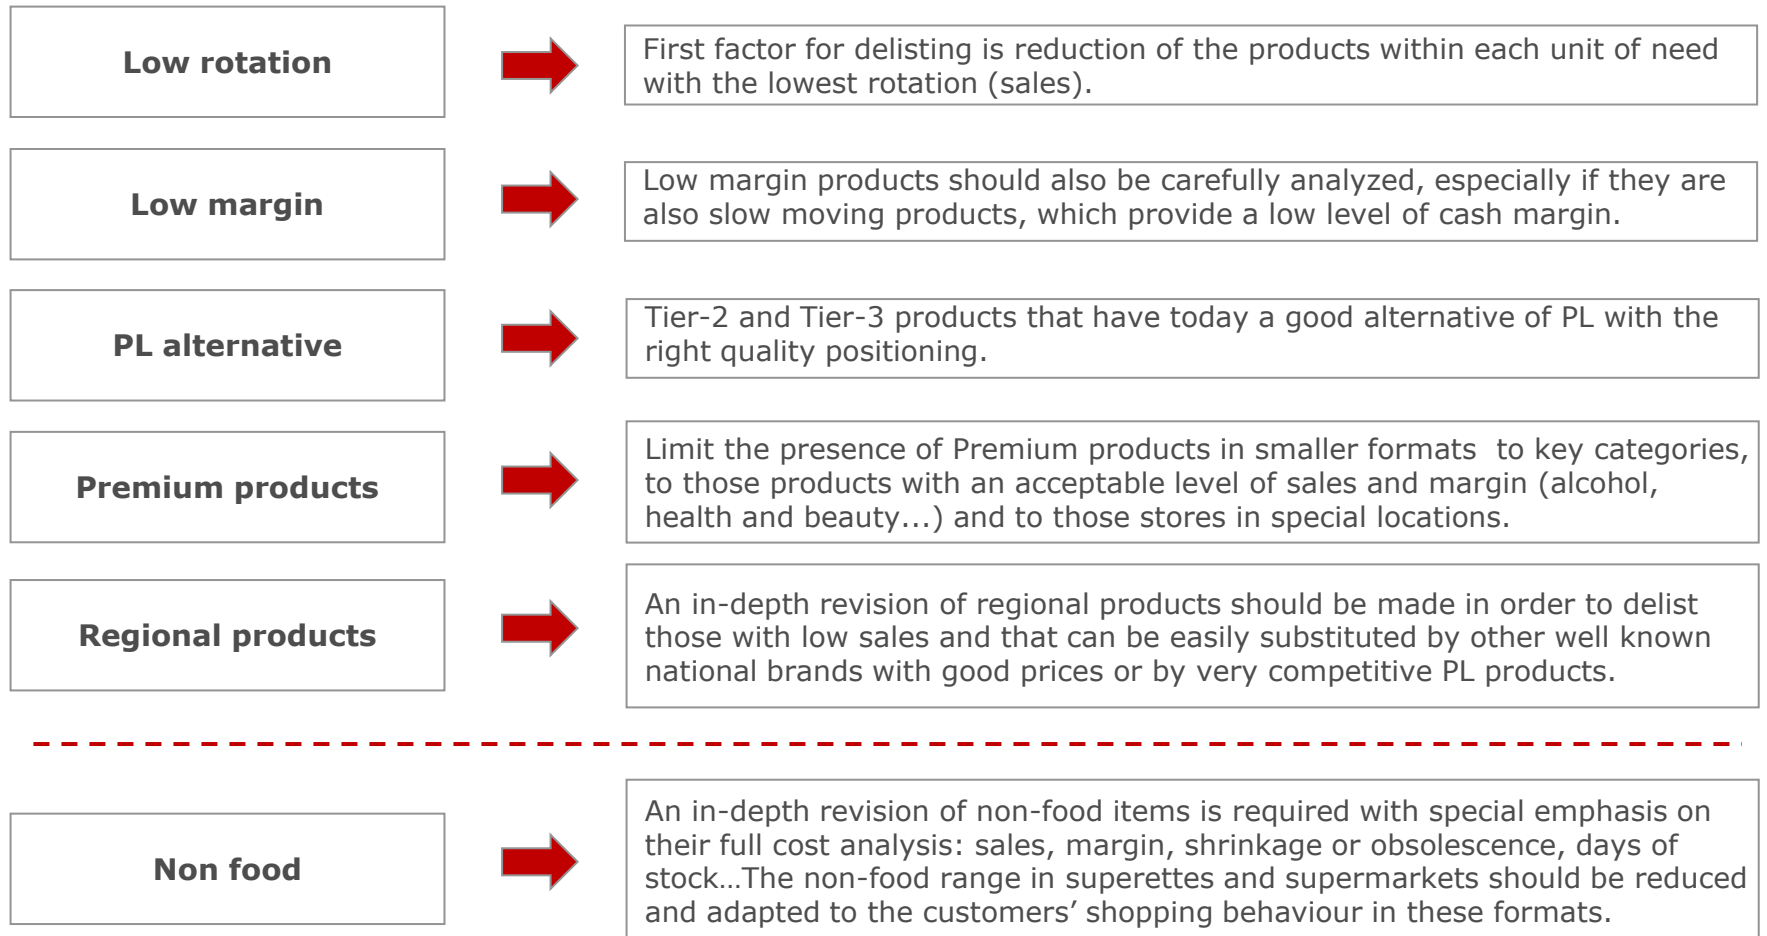 Low rotation
First factor for delisting is reduction of the products within each unit of need
with the lowest rotation (sales).
Low margin
Low margin products should also be carefully analyzed, especially if they are
also slow moving products, which provide a low level of cash margin.
PL alternative
Tier-2 and Tier-3 products that have today a good alternative of PL with the
right quality positioning.
Premium products
Limit the presence of Premium products in smaller formats  to key categories,
to those products with an acceptable level of sales and margin (alcohol,
health and beauty...) and to those stores in special locations.
Regional products
An in-depth revision of regional products should be made in order to delist
those with low sales and that can be easily substituted by other well known
national brands with good prices or by very competitive PL products.
Non food
An in-depth revision of non-food items is required with special emphasis on
their full cost analysis: sales, margin, shrinkage or obsolescence, days of
stock…The non-food range in superettes and supermarkets should be reduced
and adapted to the customers’ shopping behaviour in these formats.